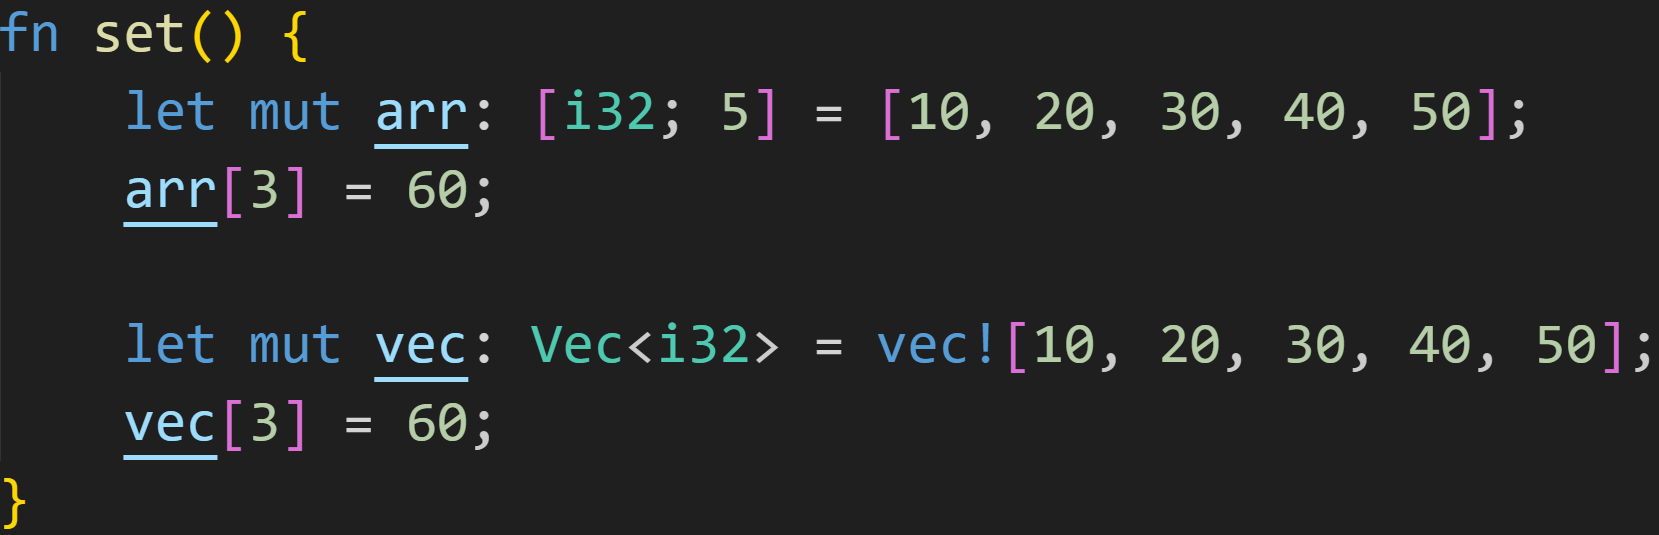 fn set() {
    let mut arr: [i32; 5] = [10, 20, 30, 40, 50];
    arr[3] = 60;

    let mut vec: Vec<i32> = vec![10, 20, 30, 40, 50];
    vec[3] = 60;
}